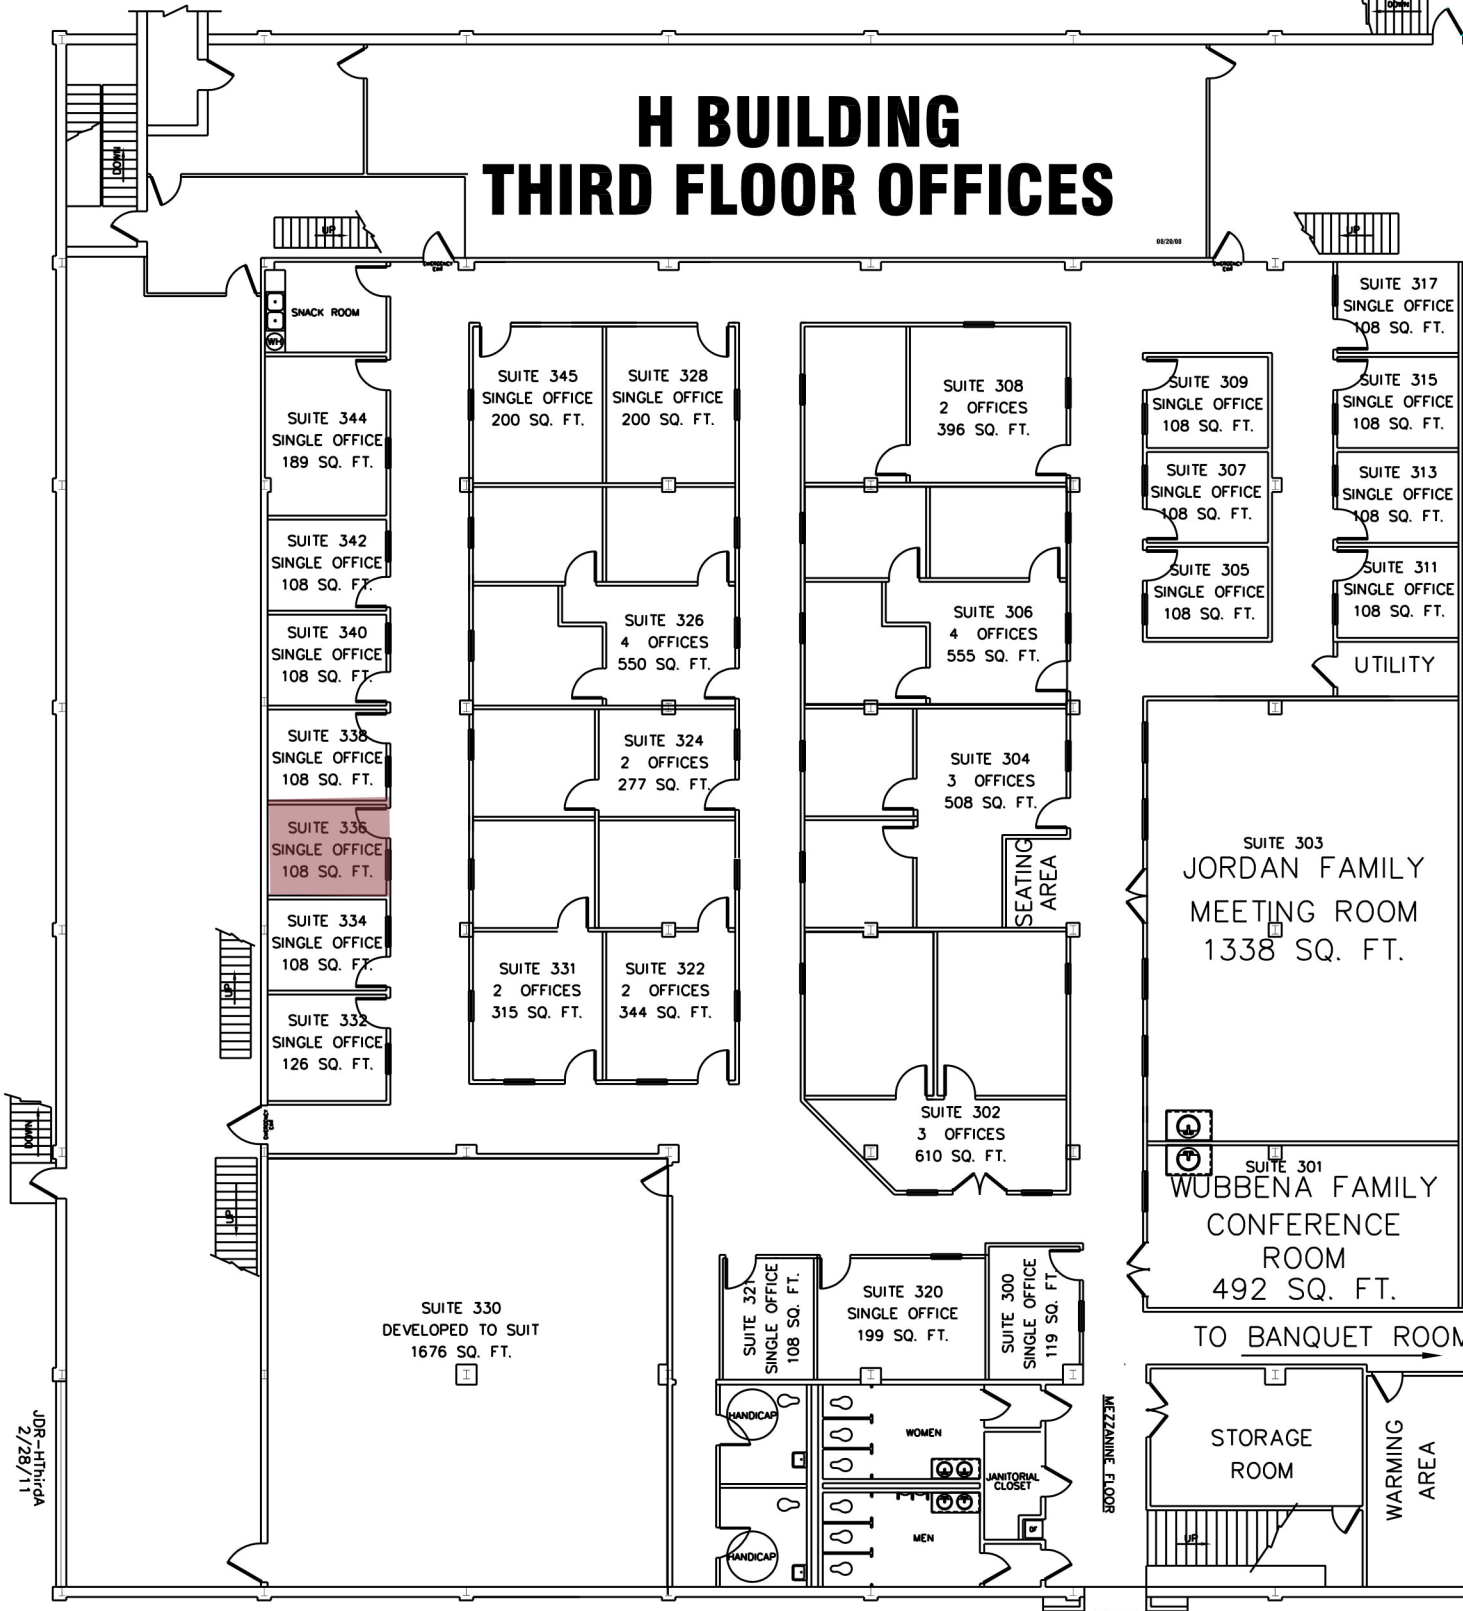 DOWN
H BUILDING
THIRD FLOOR OFFICES
03/20/08
DOWN
UP
UP
EMERGENCY
EXIT
EMERGENCY
EXIT
SNACK ROOM
WH
SUITE 317
SINGLE OFFICE
108 SQ. FT.
SUITE 345
SINGLE OFFICE
200 SQ. FT.
SUITE 328
SINGLE OFFICE
200 SQ. FT.
SUITE 308
2 OFFICES
396 SQ. FT.
SUITE 309
SINGLE OFFICE
108 SQ. FT.
SUITE 315
SINGLE OFFICE
108 SQ. FT.
SUITE 344
SINGLE OFFICE
189 SQ. FT.
SUITE 307
SINGLE OFFICE
108 SQ. FT.
SUITE 313
SINGLE OFFICE
108 SQ. FT.
SUITE 342
SINGLE OFFICE
108 SQ. FT.
SUITE 305
SINGLE OFFICE
108 SQ. FT.
SUITE 311
SINGLE OFFICE
108 SQ. FT.
SUITE 340
SINGLE OFFICE
108 SQ. FT.
SUITE 326
4 OFFICES
550 SQ. FT.
SUITE 306
4 OFFICES
555 SQ. FT.
UTILITY
SUITE 338
SINGLE OFFICE
108 SQ. FT.
SUITE 324
2 OFFICES
277 SQ. FT.
SUITE 304
3 OFFICES
508 SQ. FT.
SEATING
AREA
SUITE 336
SINGLE OFFICE
108 SQ. FT.
SUITE 303
JORDAN FAMILY
MEETING ROOM
1338 SQ. FT.
SUITE 334
SINGLE OFFICE
108 SQ. FT.
UP
SUITE 331
2 OFFICES
315 SQ. FT.
SUITE 322
2 OFFICES
344 SQ. FT.
SUITE 332
SINGLE OFFICE
126 SQ. FT.
DOWN
EMERGENCY
EXIT
SUITE 302
3 OFFICES
610 SQ. FT.
SUITE 301
WUBBENA FAMILY
CONFERENCE
ROOM
492 SQ. FT.
UP
SUITE 330
DEVELOPED TO SUIT
1676 SQ. FT.
SUITE 321
SINGLE OFFICE
108 SQ. FT.
SUITE 320
SINGLE OFFICE
199 SQ. FT.
SUITE 300
SINGLE OFFICE
119 SQ. FT.
TO BANQUET ROOM
HANDICAP
WOMEN
JANITORIAL
CLOSET
MEZZANINE FLOOR
STORAGE
ROOM
WARMING
AREA
DF
MEN
HANDICAP
UP
JDR-HThirdA
2/28/11